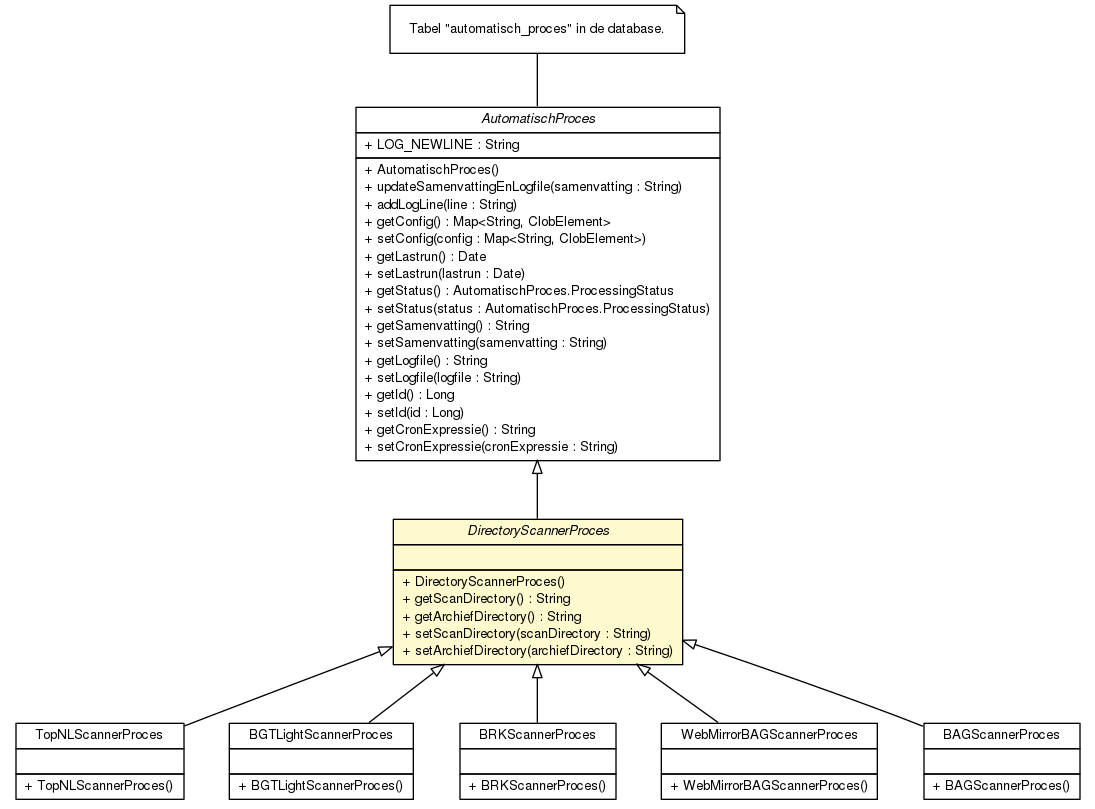 Tabel "automatisch_proces" in de database.
AutomatischProces
+ LOG_NEWLINE : String
+ AutomatischProces()
+ updateSamenvattingEnLogfile(samenvatting : String)
+ addLogLine(line : String)
+ getConfig() : Map<String, ClobElement>
+ setConfig(config : Map<String, ClobElement>)
+ getLastrun() : Date
+ setLastrun(lastrun : Date)
+ getStatus() : AutomatischProces.ProcessingStatus
+ setStatus(status : AutomatischProces.ProcessingStatus)
+ getSamenvatting() : String
+ setSamenvatting(samenvatting : String)
+ getLogfile() : String
+ setLogfile(logfile : String)
+ getId() : Long
+ setId(id : Long)
+ getCronExpressie() : String
+ setCronExpressie(cronExpressie : String)
DirectoryScannerProces
+ DirectoryScannerProces()
+ getScanDirectory() : String
+ getArchiefDirectory() : String
+ setScanDirectory(scanDirectory : String)
+ setArchiefDirectory(archiefDirectory : String)
TopNLScannerProces
+ TopNLScannerProces()
BGTLightScannerProces
+ BGTLightScannerProces()
BRKScannerProces
+ BRKScannerProces()
WebMirrorBAGScannerProces
+ WebMirrorBAGScannerProces()
BAGScannerProces
+ BAGScannerProces()